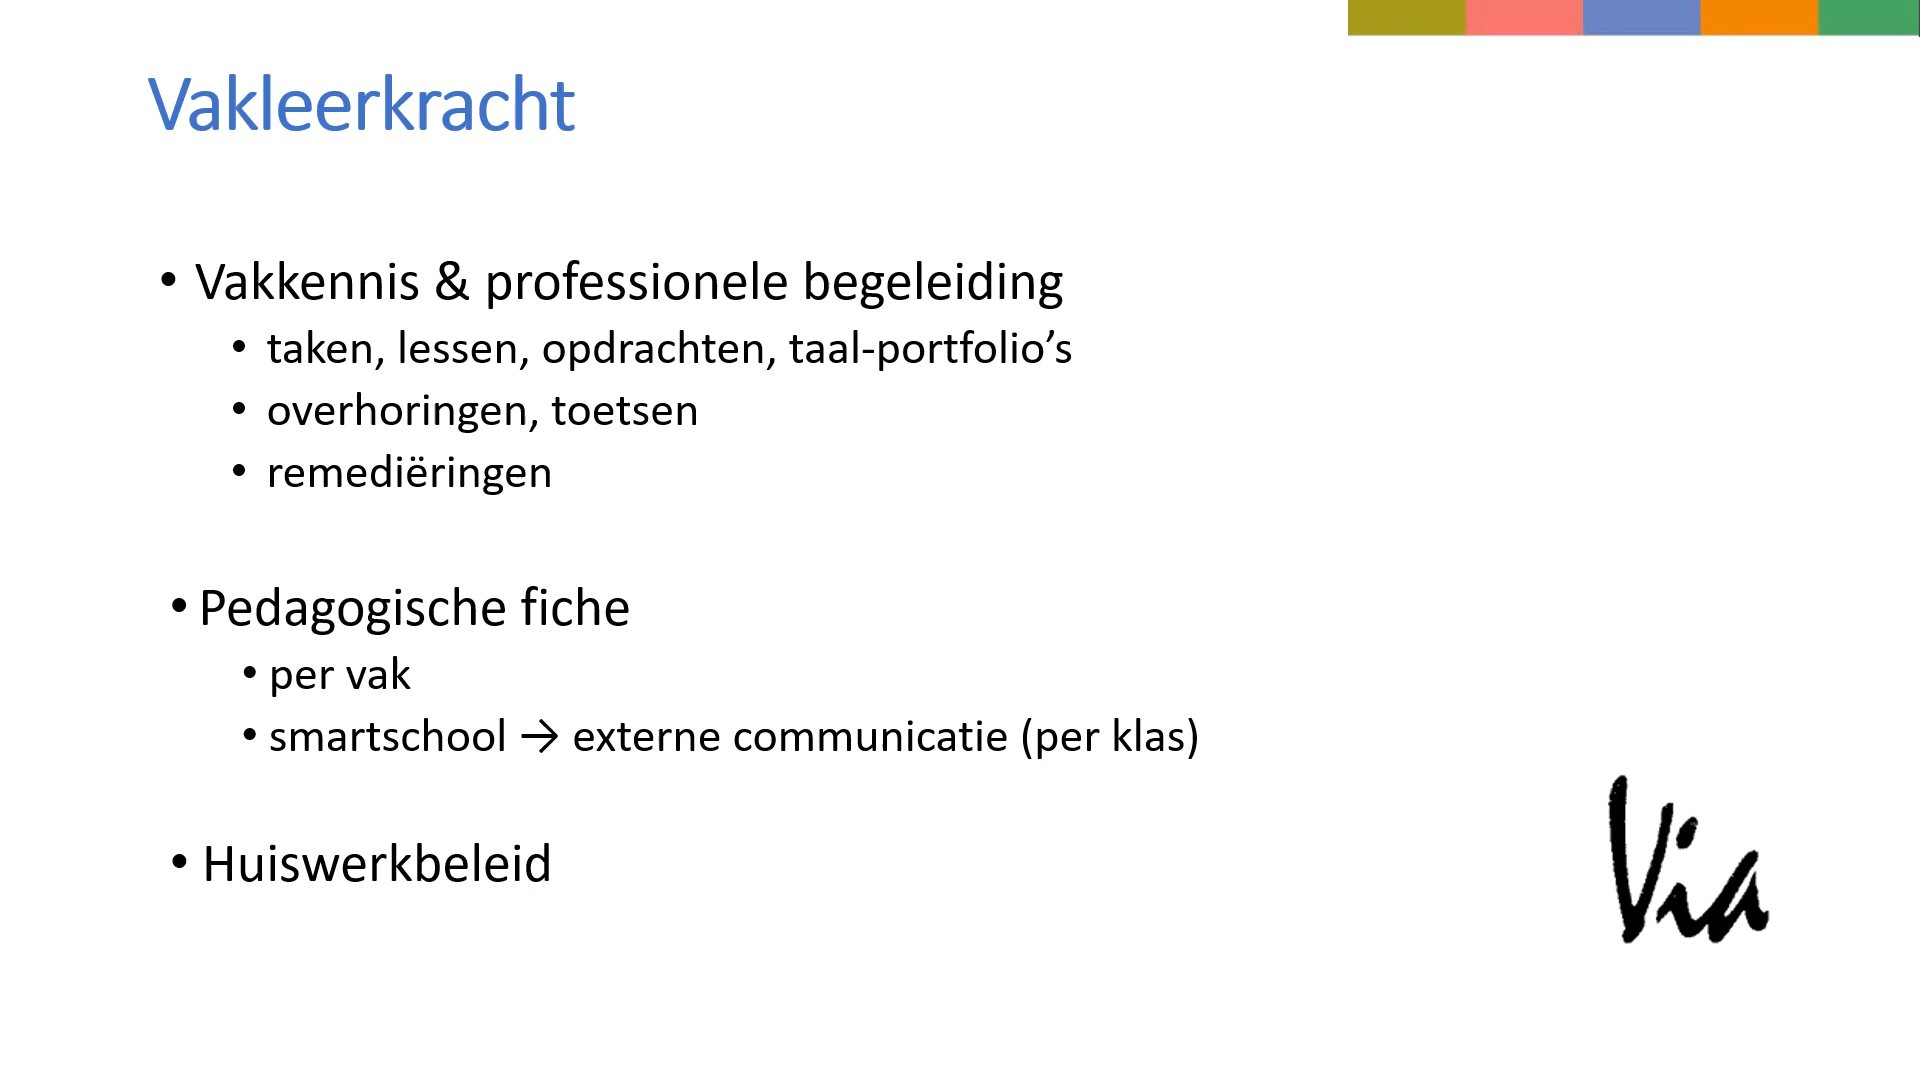 Vakleerkracht
• Vakkennis & professionele begeleiding
• taken, lessen, opdrachten, taal-portfolio’s
• overhoringen, toetsen
• remediëringen
• Pedagogische fiche
• per vak
• smartschool → externe communicatie (per klas)
• Huiswerkbeleid
Via